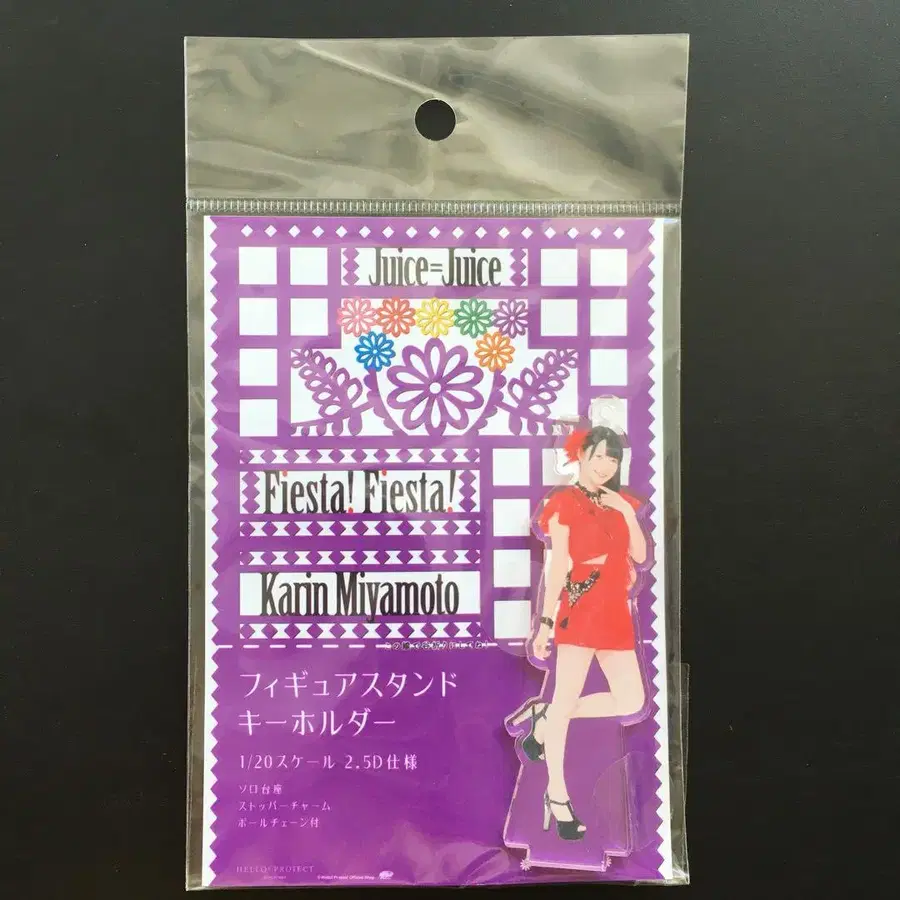 Juice=Juice
Fiesta! Fiesta!
Karin Miyamoto
フィギュアスタンド
キーホルダー
1/20スケール 2.5D仕様
ソロ台座
ストッパーチャーム
ボールチェーン付
HELLO! PROJECT